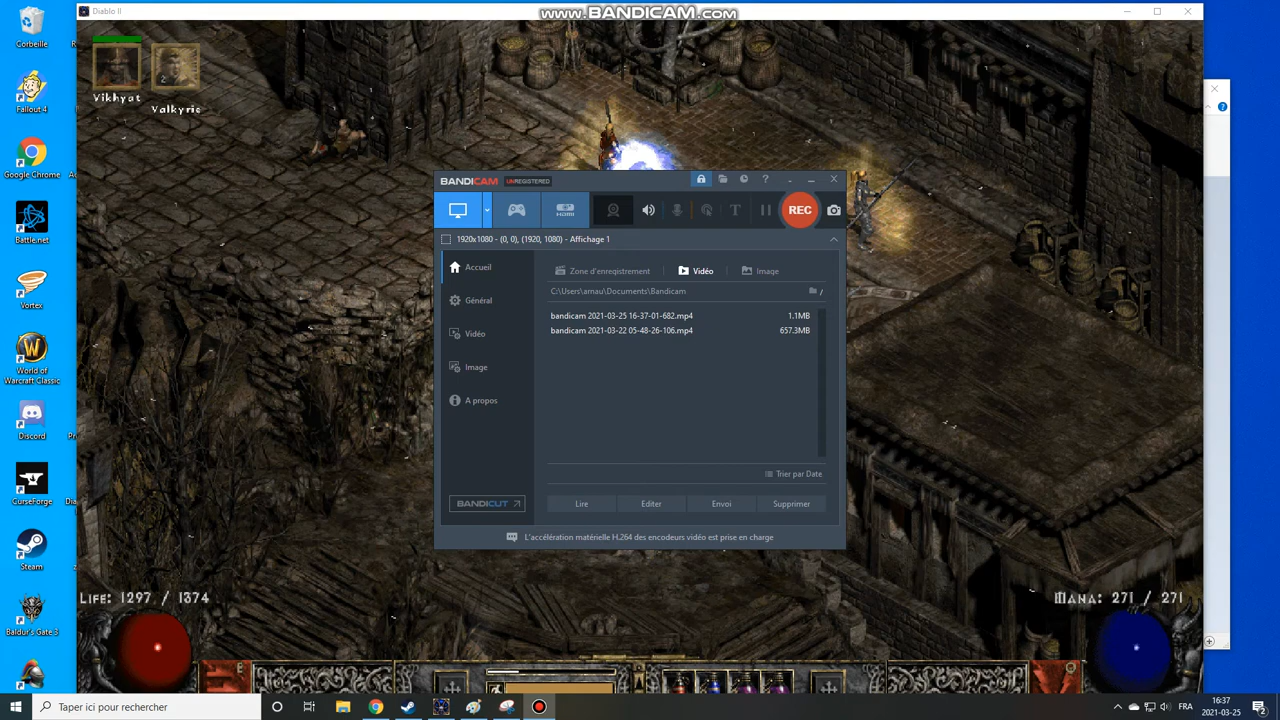 www.BANDICAM.com
Diablo II
Corbeille
Vikhyat
Valkyrie
2
Fallout 4
BANDICAM UNREGISTERED
?
HDMI
T
REC
Google Chrome
1920x1080 - (0, 0), (1920, 1080) - Affichage 1
Accueil
Zone d'enregistrement
Vidéo
Image
C:\Users\arnau\Documents\Bandicam
/
Battle.net
Général
bandicam 2021-03-25 16-37-01-682.mp4 1.1MB
bandicam 2021-03-22 05-48-26-106.mp4 657.3MB
Vortex
Vidéo
Image
World of
Warcraft Classic
A propos
Discord
Trier par Date
CurseForge
BANDICUT
Lire
Editer
Envoi
Supprimer
L'accélération matérielle H.264 des encodeurs vidéo est prise en charge
Steam
Life: 1297 / 1374
Mana: 271 / 271
Baldur's Gate 3
Taper ici pour rechercher
FRA
16:37
2021-03-25
2